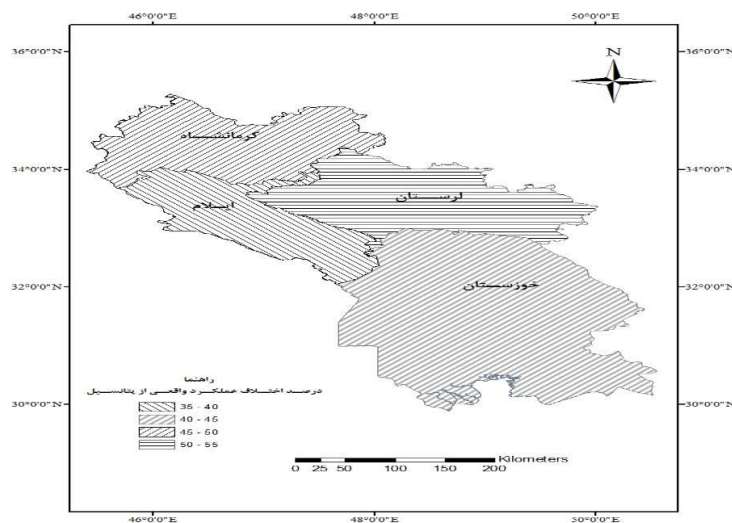 46°0'0"E 48°0'0"E 50°0'0"E
36°0'0"N 36°0'0"N
N
کرمانشاه
34°0'0"N 34°0'0"N
ایلام
لرستان
32°0'0"N 32°0'0"N
خوزستان
راهنما
درصد اختلاف عملکرد واقعی از پتانسیل
35 - 40
40 - 45
45 - 50
50 - 55
30°0'0"N 30°0'0"N
Kilometers
0 25 50 100 150 200
46°0'0"E 48°0'0"E 50°0'0"E